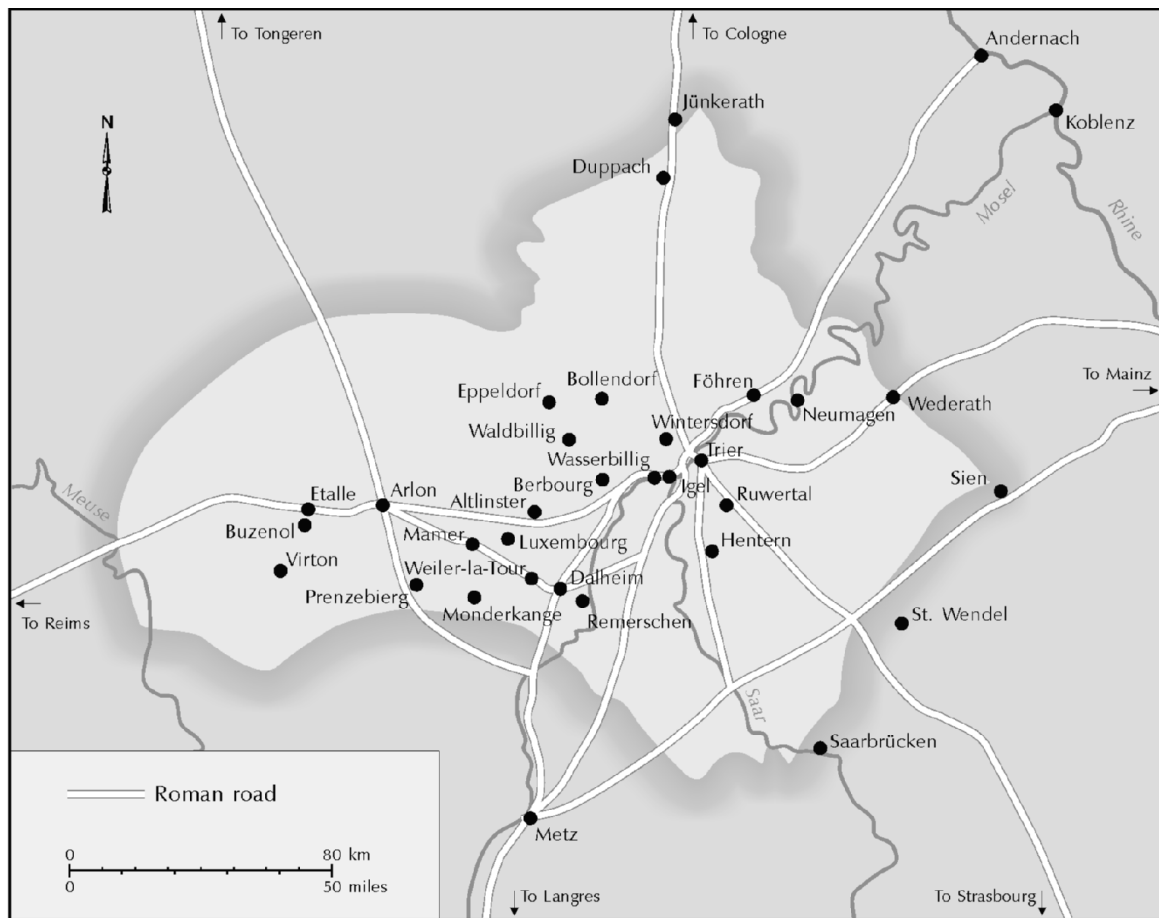 To Tongeren
To Cologne
Andernach
N
Jünkerath
Koblenz
Duppach
Mosel
Rhine
To Mainz
Eppeldorf
Bollendorf
Föhren
Neumagen
Wederath
Waldbillig
Wintersdorf
Trier
Wasserbillig
Berbourg
Igel
Ruwertal
Sien
Meuse
Etalle
Arlon
Altlinster
Buzenol
Mamer
Luxembourg
Hentern
Virton
Weiler-la-Tour
Dalheim
Prenzebierg
Monderkange
Remerschen
St. Wendel
To Reims
Saar
Saarbrücken
Roman road
Metz
0 80 km
0 50 miles
To Langres
To Strasbourg